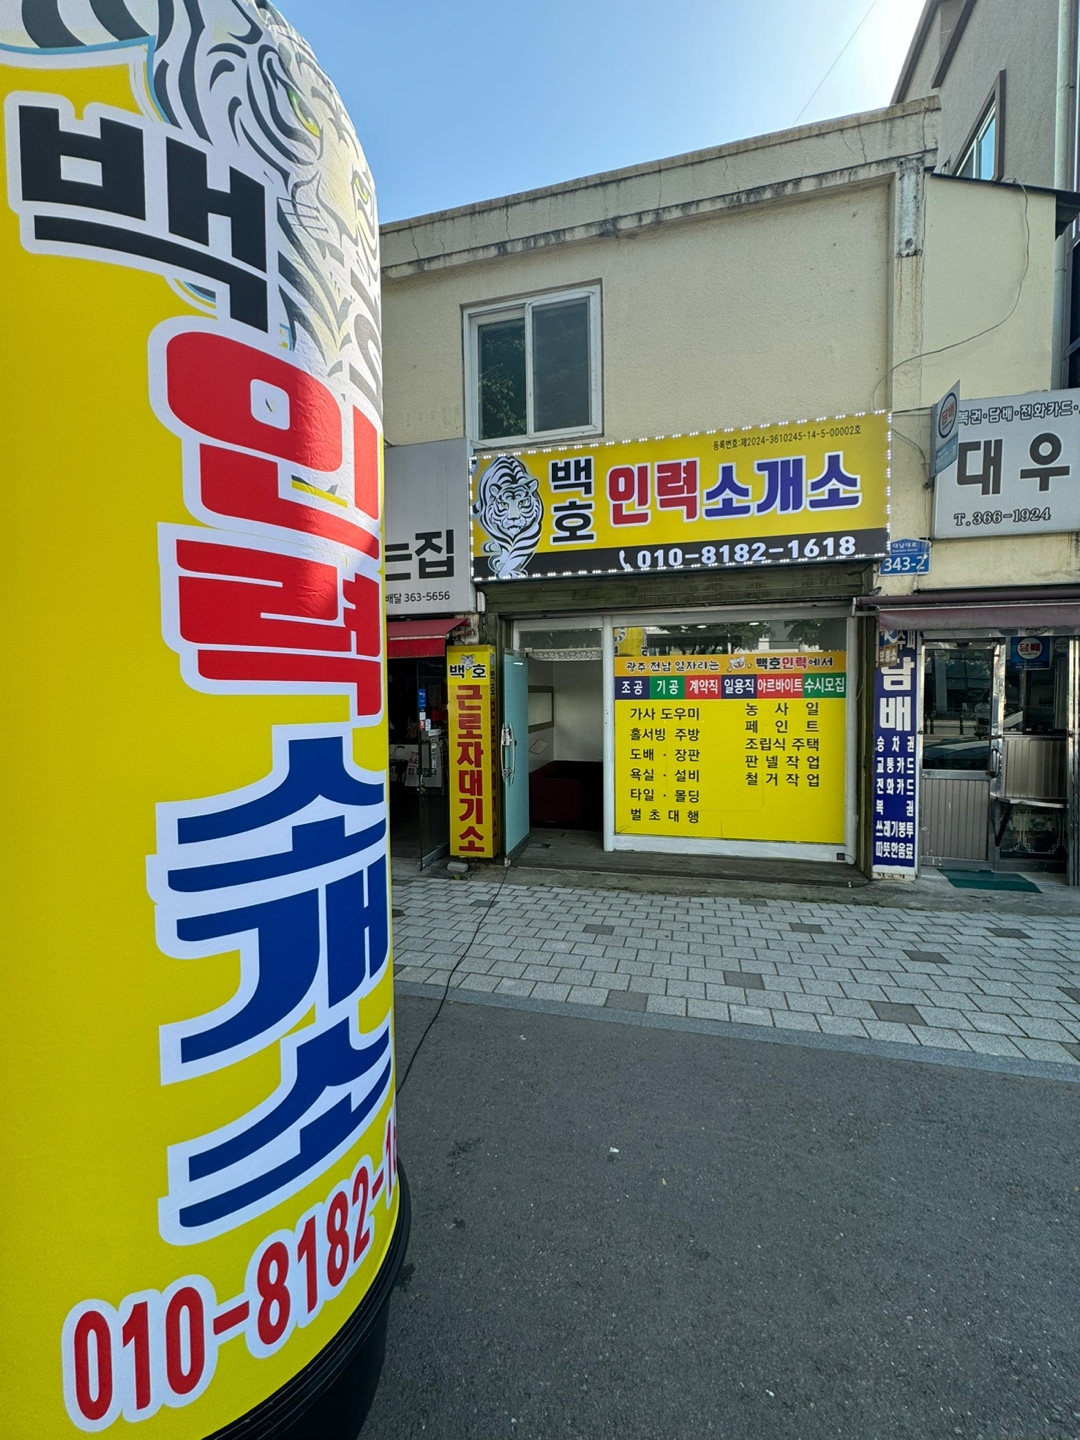 백
인력
소개소
010-8182-1
등록번호:제2024-3610245-14-5-00002호
백호 인력소개소
010-8182-1618
는집
배달 363-5656
복권·담배·전화카드
담배
대우
T.366-1924
대남대로
343-2
백호
근로자대기소
광주·전남 일자리는 백호인력에서
조공 기공 계약직 일용직 아르바이트 수시모집
가사 도우미
홀서빙 주방
도배 · 장판
욕실 · 설비
타일 · 몰딩
벌초대행
농사일
페인트
조립식 주택
판넬작업
철거작업
담배
승차권
교통카드
전화카드
복권
쓰레기봉투
따뜻한음료
담배